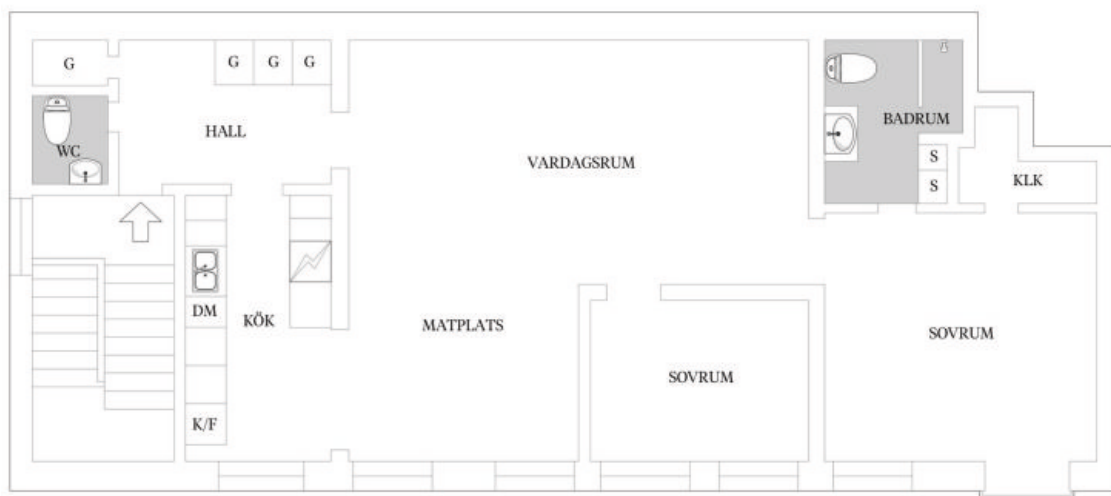 G
G G G
HALL
WC
VARDAGSRUM
BADRUM
S
S
KLK
DM
KÖK
MATPLATS
SOVRUM
SOVRUM
K/F